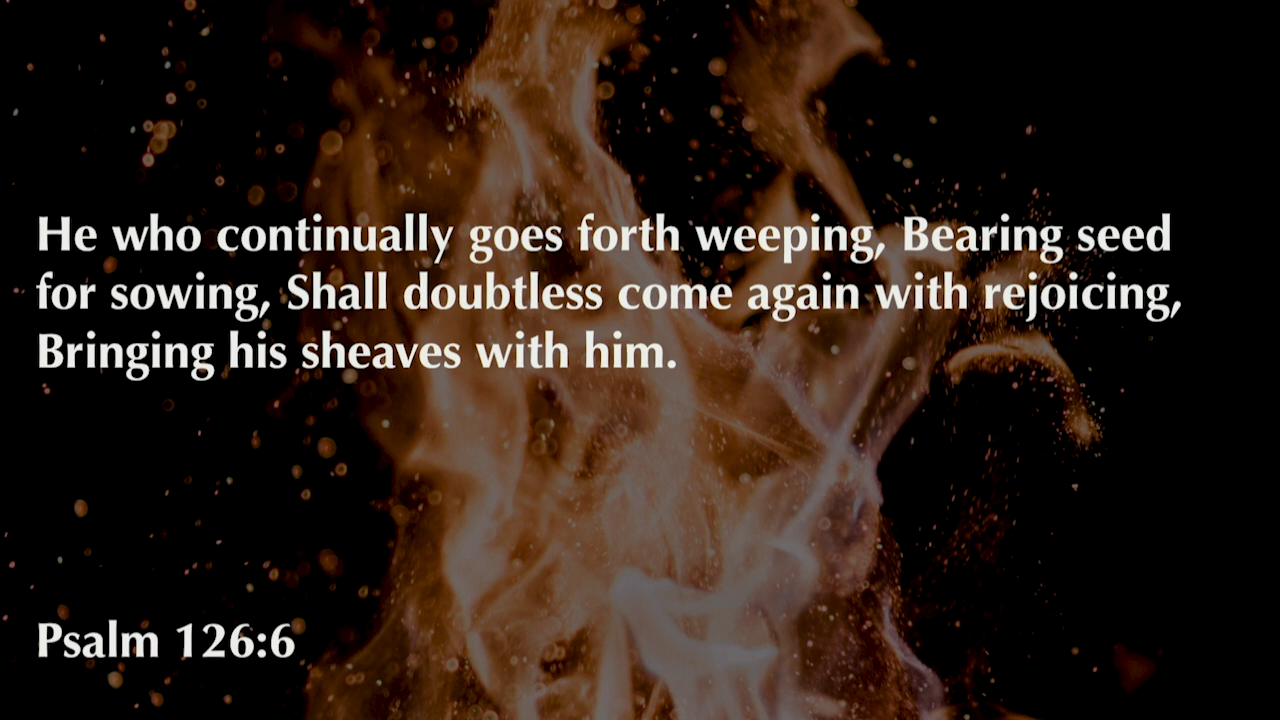 He who continually goes forth weeping, Bearing seed
for sowing, Shall doubtless come again with rejoicing,
Bringing his sheaves with him.
Psalm 126:6